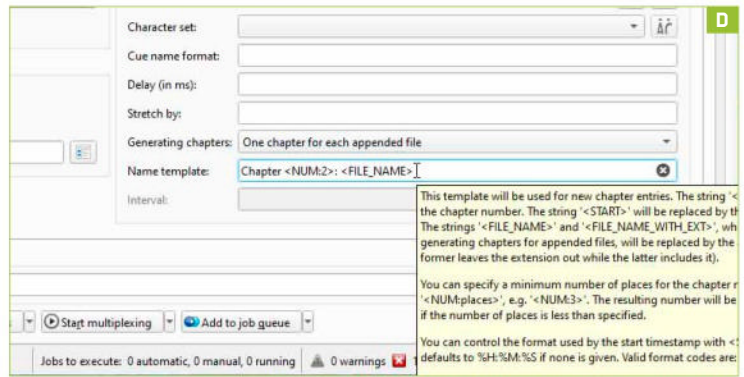 D
Character set:
Cue name format:
Delay (in ms):
Stretch by:
Generating chapters: One chapter for each appended file
Name template: Chapter <NUM:2>: <FILE_NAME>
Interval:
This template will be used for new chapter entries. The string '<
the chapter number. The string '<START>' will be replaced by th
The strings '<FILE_NAME>' and '<FILE_NAME_WITH_EXT>', wh
generating chapters for appended files, will be replaced by the
former leaves the extension out while the latter includes it).
You can specify a minimum number of places for the chapter n
'<NUM:places>', e.g. '<NUM:3>'. The resulting number will be
if the number of places is less than specified.
You can control the format used by the start timestamp with <S
defaults to %H:%M:%S if none is given. Valid format codes are:
Start multiplexing Add to job queue
Jobs to execute: 0 automatic, 0 manual, 0 running 0 warnings